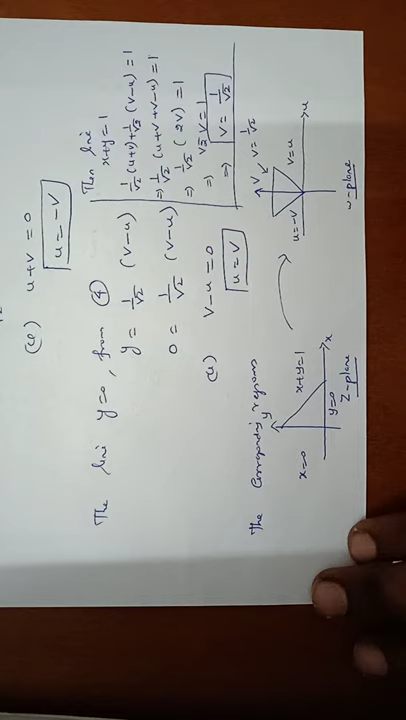 (ie) u+v = 0
u = -v
The line y=0, from ④
y = 1/√2 (v-u)
0 = 1/√2 (v-u)
(ie) v-u = 0
u = v
Then line
x+y = 1
1/√2 (u+v) + 1/√2 (v-u) = 1
⇒ 1/√2 (u+v+v-u) = 1
⇒ 1/√2 (2v) = 1
⇒ √2 v = 1
⇒ v = 1/√2
The Corresponding regions
y
x=0
x+y=1
x
y=0
Z-plane
v
v = 1/√2
u=-v
v=u
u
w-plane